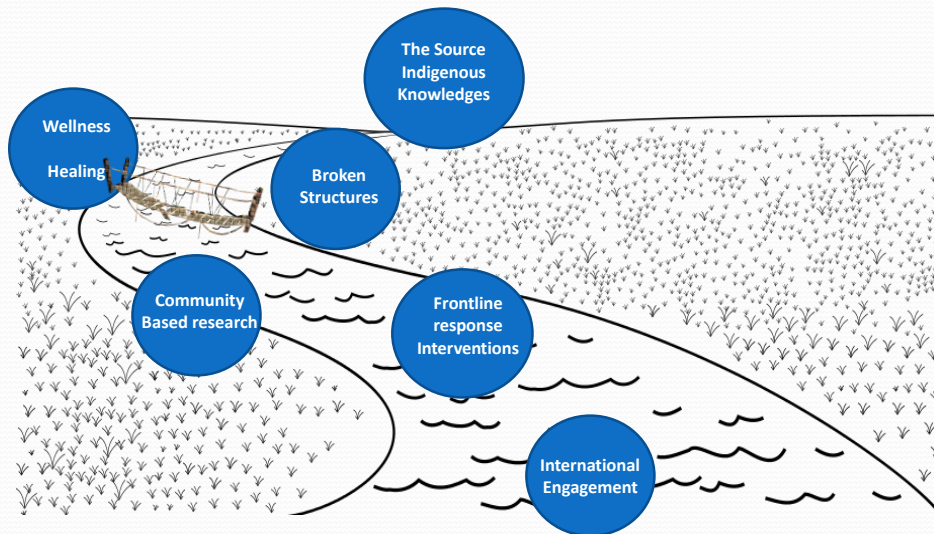 The Source
Indigenous
Knowledges
Wellness
Healing
Broken
Structures
Community
Based research
Frontline
response
Interventions
International
Engagement